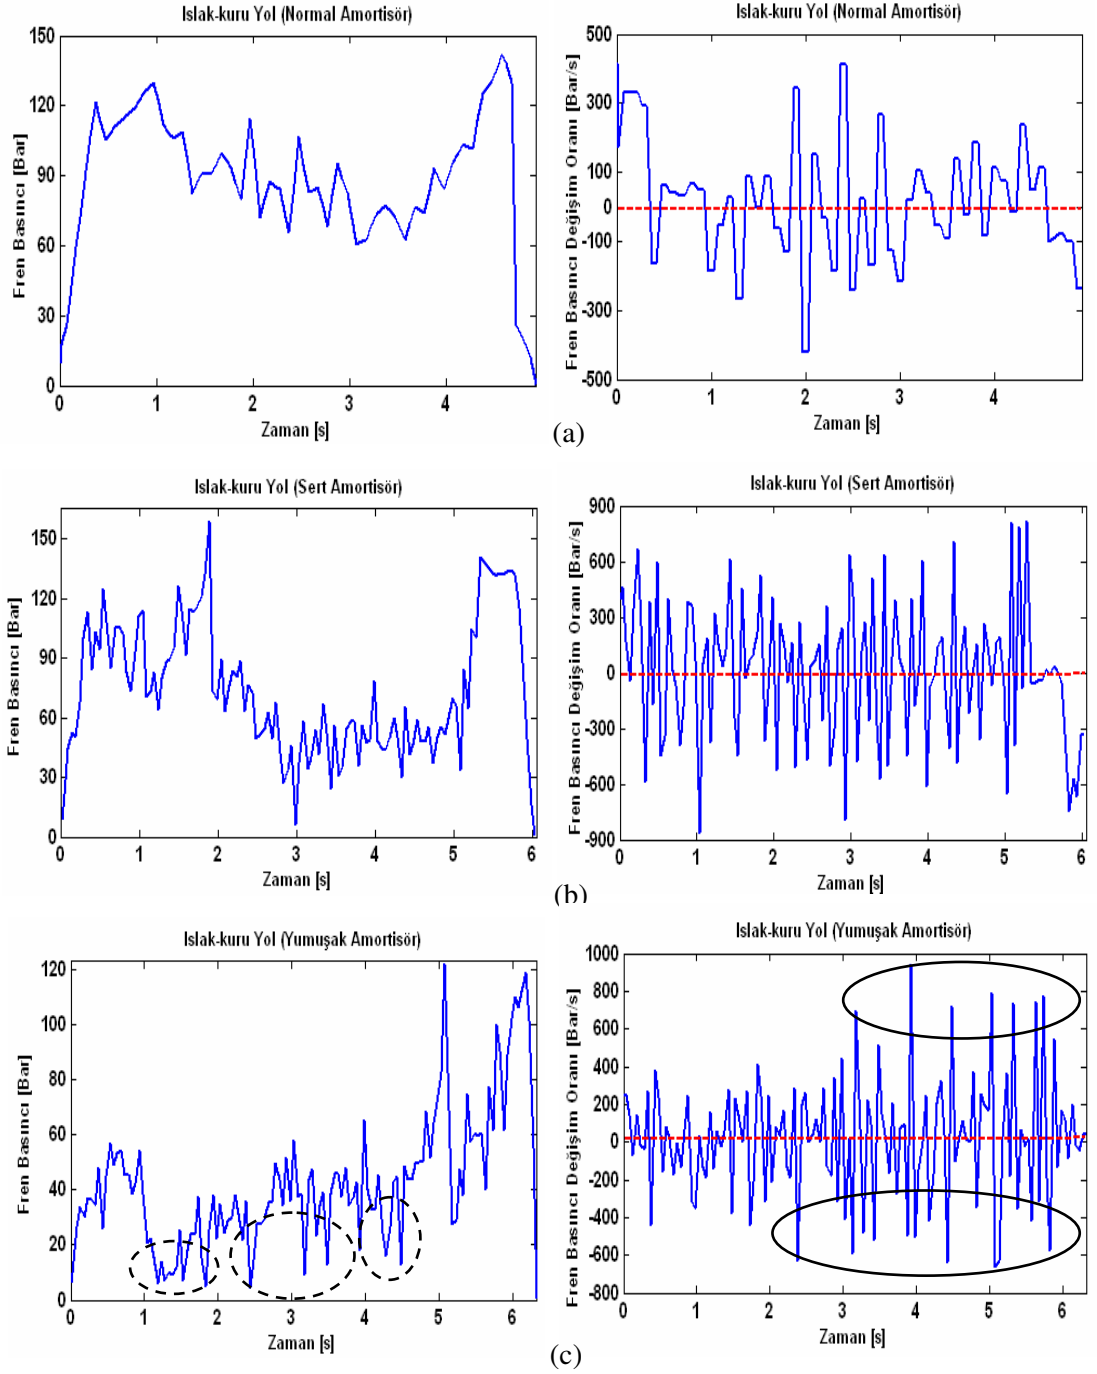 Islak-kuru Yol (Normal Amortisör)
Fren Basıncı [Bar]
150
120
90
60
30
0
0 1 2 3 4
Zaman [s]
Islak-kuru Yol (Normal Amortisör)
Fren Basıncı Değişim Oranı [Bar/s]
500
300
100
0
-100
-300
-500
0 1 2 3 4
Zaman [s]
(a)
Islak-kuru Yol (Sert Amortisör)
Fren Basıncı [Bar]
150
120
90
60
30
0
0 1 2 3 4 5 6
Zaman [s]
Islak-kuru Yol (Sert Amortisör)
Fren Basıncı Değişim Oranı [Bar/s]
900
600
300
0
-300
-600
-900
0 1 2 3 4 5 6
Zaman [s]
(b)
Islak-kuru Yol (Yumuşak Amortisör)
Fren Basıncı [Bar]
120
100
80
60
40
20
0
0 1 2 3 4 5 6
Zaman [s]
Islak-kuru Yol (Yumuşak Amortisör)
Fren Basıncı Değişim Oranı [Bar/s]
1000
800
600
400
200
0
-200
-400
-600
-800
0 1 2 3 4 5 6
Zaman [s]
(c)